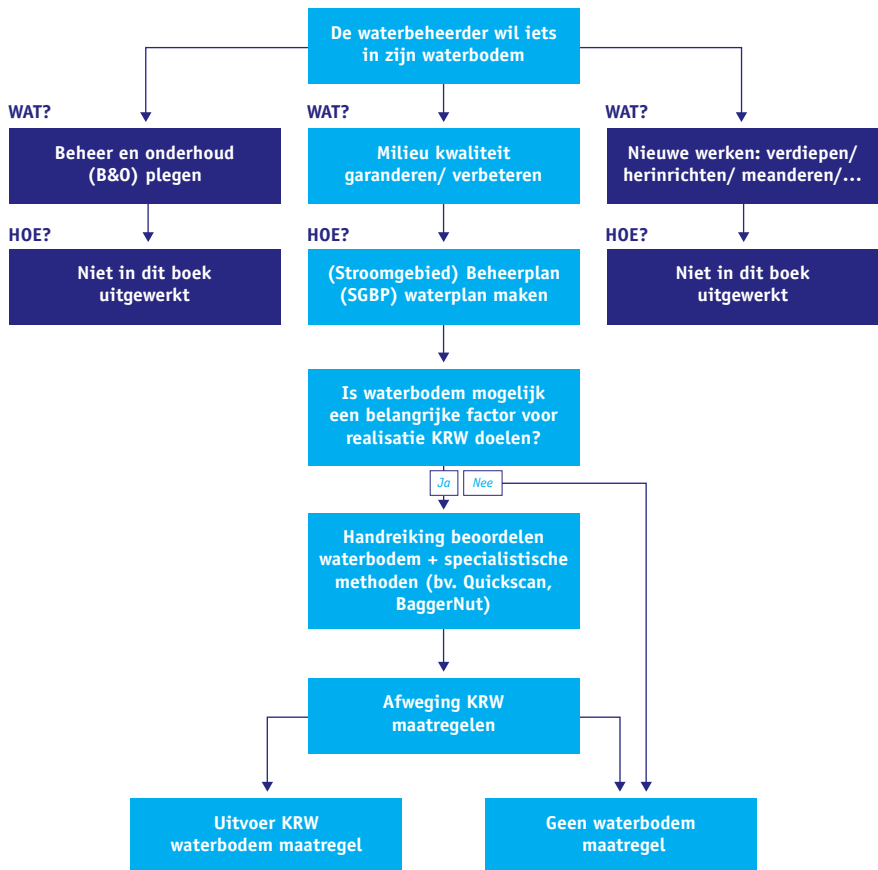 De waterbeheerder wil iets
in zijn waterbodem
WAT?
Beheer en onderhoud
(B&O) plegen
HOE?
Niet in dit boek
uitgewerkt
WAT?
Milieu kwaliteit
garanderen/ verbeteren
HOE?
(Stroomgebied) Beheerplan
(SGBP) waterplan maken
WAT?
Nieuwe werken: verdiepen/
herinrichten/ meanderen/...
HOE?
Niet in dit boek
uitgewerkt
Is waterbodem mogelijk
een belangrijke factor voor
realisatie KRW doelen?
Ja
Nee
Handreiking beoordelen
waterbodem + specialistische
methoden (bv. Quickscan,
BaggerNut)
Afweging KRW
maatregelen
Uitvoer KRW
waterbodem maatregel
Geen waterbodem
maatregel